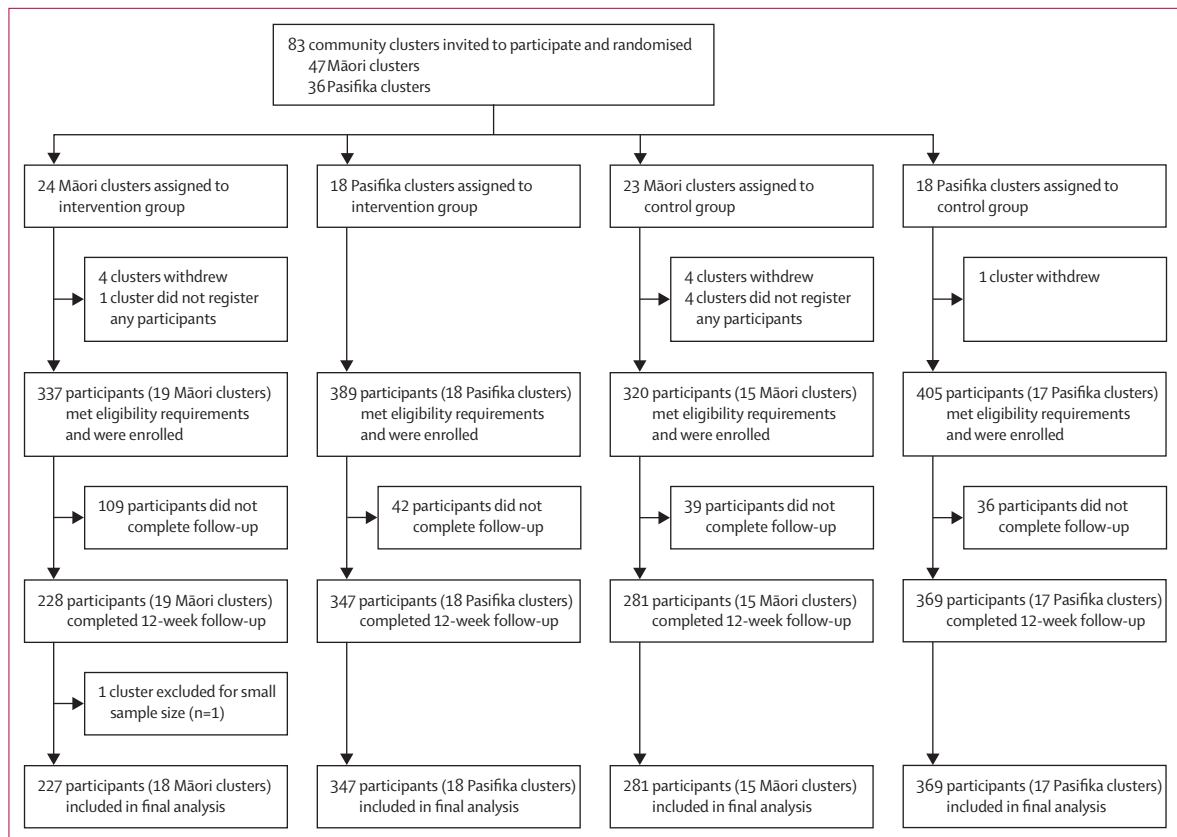 83 community clusters invited to participate and randomised
47 Māori clusters
36 Pasifika clusters
24 Māori clusters assigned to
intervention group
18 Pasifika clusters assigned to
intervention group
23 Māori clusters assigned to
control group
18 Pasifika clusters assigned to
control group
4 clusters withdrew
1 cluster did not register
any participants
4 clusters withdrew
4 clusters did not register
any participants
1 cluster withdrew
337 participants (19 Māori clusters)
met eligibility requirements
and were enrolled
389 participants (18 Pasifika clusters)
met eligibility requirements
and were enrolled
320 participants (15 Māori clusters)
met eligibility requirements
and were enrolled
405 participants (17 Pasifika clusters)
met eligibility requirements
and were enrolled
109 participants did not
complete follow-up
42 participants did not
complete follow-up
39 participants did not
complete follow-up
36 participants did not
complete follow-up
228 participants (19 Māori clusters)
completed 12-week follow-up
347 participants (18 Pasifika clusters)
completed 12-week follow-up
281 participants (15 Māori clusters)
completed 12-week follow-up
369 participants (17 Pasifika clusters)
completed 12-week follow-up
1 cluster excluded for small
sample size (n=1)
227 participants (18 Māori clusters)
included in final analysis
347 participants (18 Pasifika clusters)
included in final analysis
281 participants (15 Māori clusters)
included in final analysis
369 participants (17 Pasifika clusters)
included in final analysis